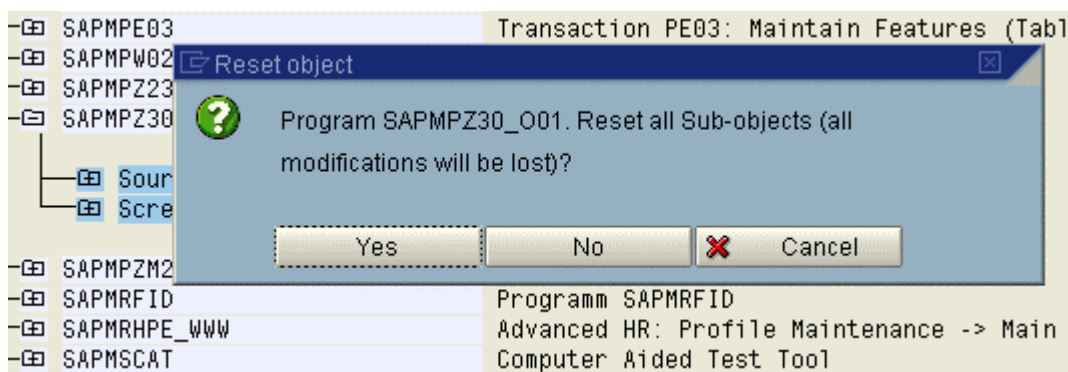 SAPMPE03 Transaction PE03: Maintain Features (Tabl
SAPMPW02
Reset object
SAPMPZ23
SAPMPZ30
Program SAPMPZ30_O01. Reset all Sub-objects (all
modifications will be lost)?
Sour
Scre
Yes No Cancel
SAPMPZM2
SAPMRFID Programm SAPMRFID
SAPMRHPE_WWW Advanced HR: Profile Maintenance -> Main
SAPMSCAT Computer Aided Test Tool